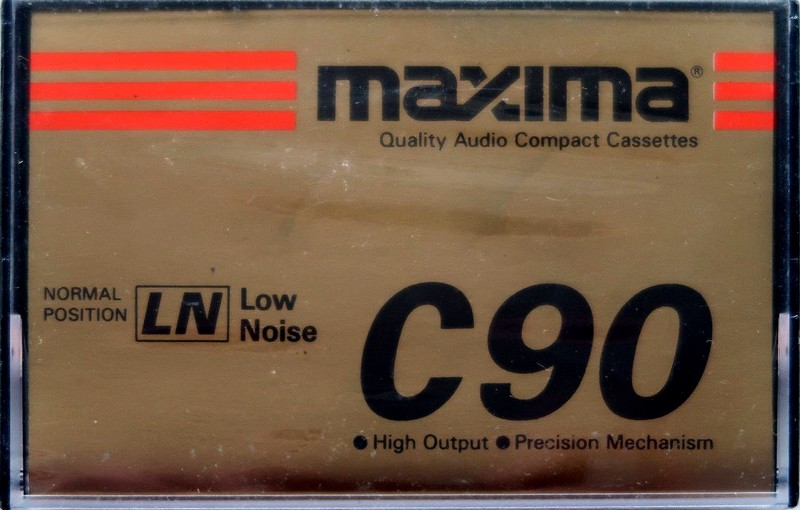 maxima®
Quality Audio Compact Cassettes
NORMAL
POSITION
LN
Low
Noise
C90
● High Output ● Precision Mechanism